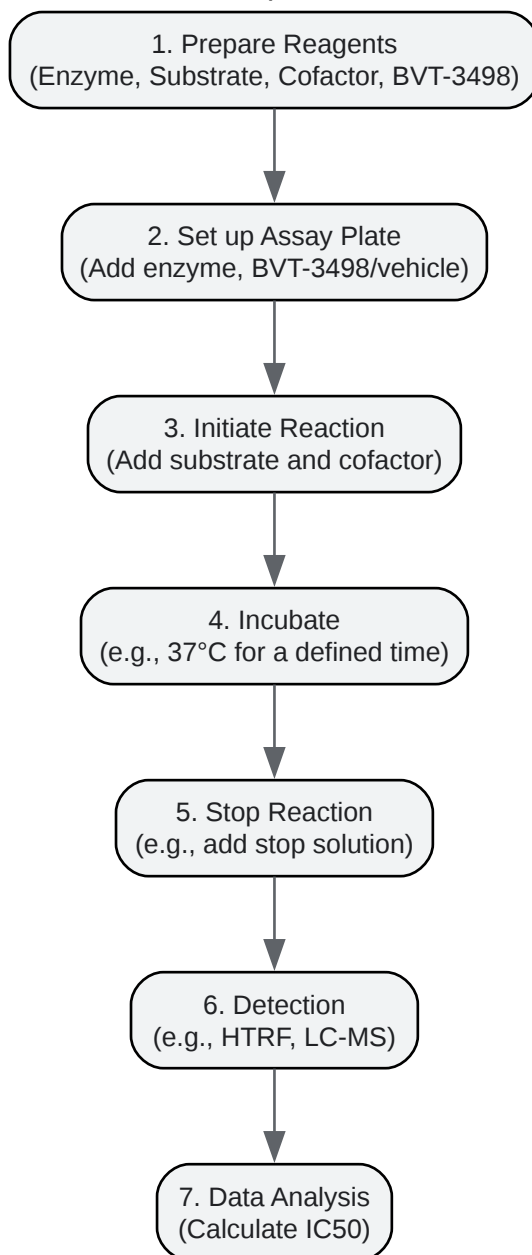 1. Prepare Reagents
(Enzyme, Substrate, Cofactor, BVT-3498)
2. Set up Assay Plate
(Add enzyme, BVT-3498/vehicle)
3. Initiate Reaction
(Add substrate and cofactor)
4. Incubate
(e.g., 37°C for a defined time)
5. Stop Reaction
(e.g., add stop solution)
6. Detection
(e.g., HTRF, LC-MS)
7. Data Analysis
(Calculate IC50)